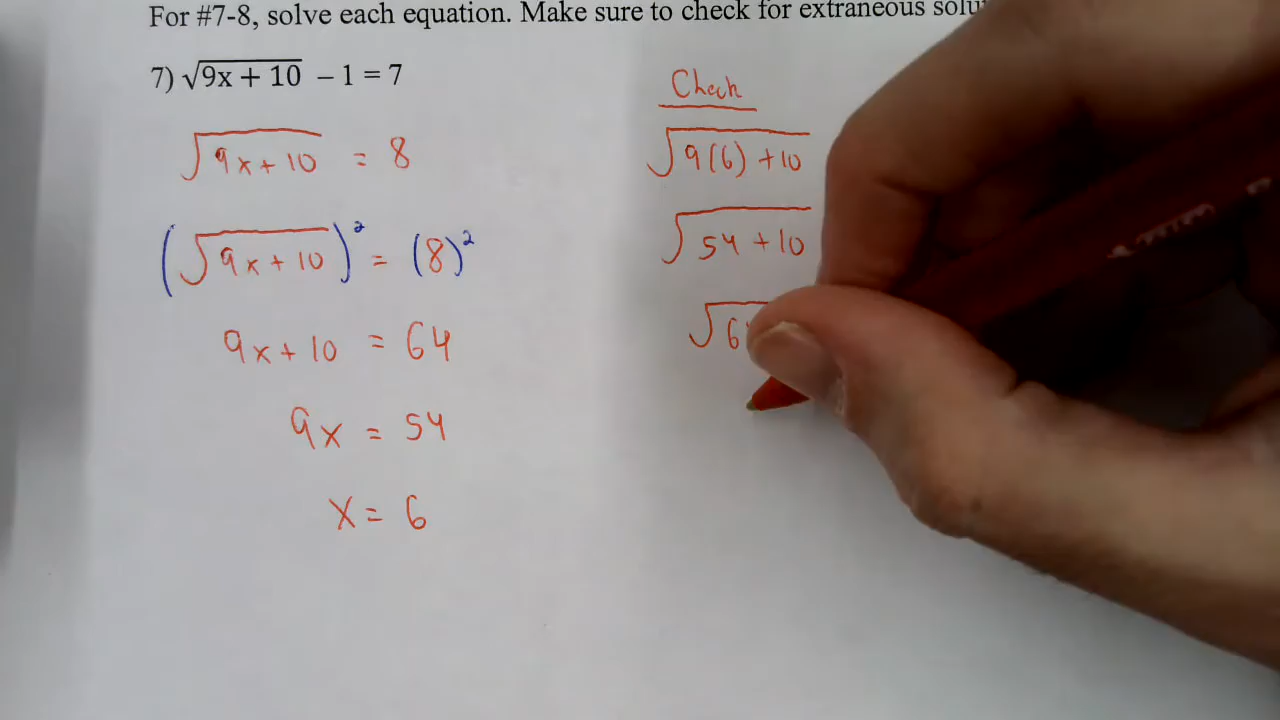 For #7-8, solve each equation. Make sure to check for extraneous
7) √9x + 10 − 1 = 7
√9x + 10 = 8
(√9x + 10)² = (8)²
9x + 10 = 64
9x = 54
x = 6
Check
√9(6) + 10
√54 + 10
√6